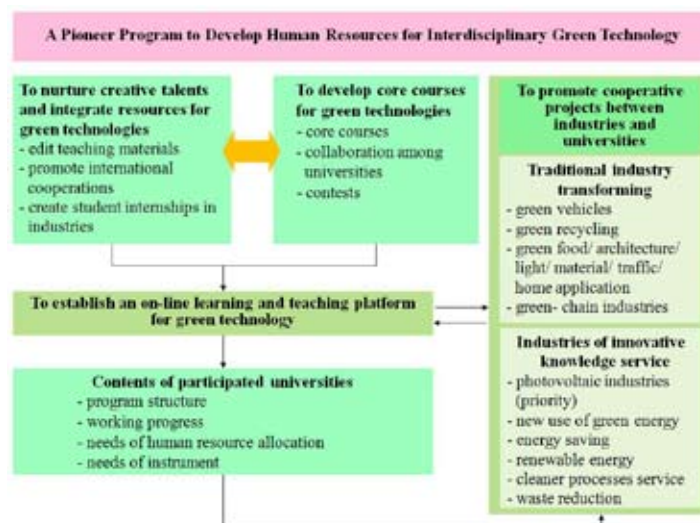 A Pioneer Program to Develop Human Resources for Interdisciplinary Green Technology
To nurture creative talents
and integrate resources for
green technologies
- edit teaching materials
- promote international
cooperations
- create student internships in
industries
To develop core courses
for green technologies
- core courses
- collaboration among
universities
- contests
To promote cooperative
projects between
industries and
universities
Traditional industry
transforming
- green vehicles
- green recycling
- green food/ architecture/
light/ material/ traffic/
home application
- green- chain industries
To establish an on-line learning and teaching platform
for green technology
Industries of innovative
knowledge service
- photovoltaic industries
(priority)
- new use of green energy
- energy saving
- renewable energy
- cleaner processes service
- waste reduction
Contents of participated universities
- program structure
- working progress
- needs of human resource allocation
- needs of instrument